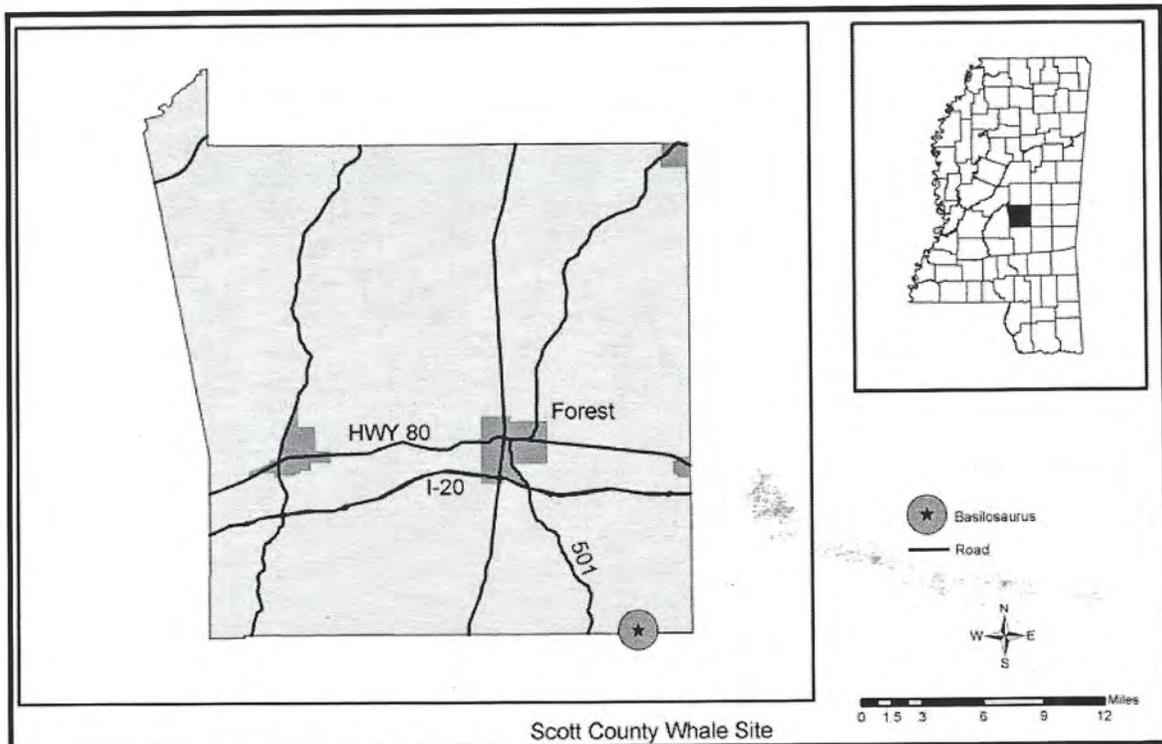 Forest
HWY 80
I-20
501
Basilosaurus
Road
N
W E
S
Miles
0 1.5 3 6 9 12
Scott County Whale Site